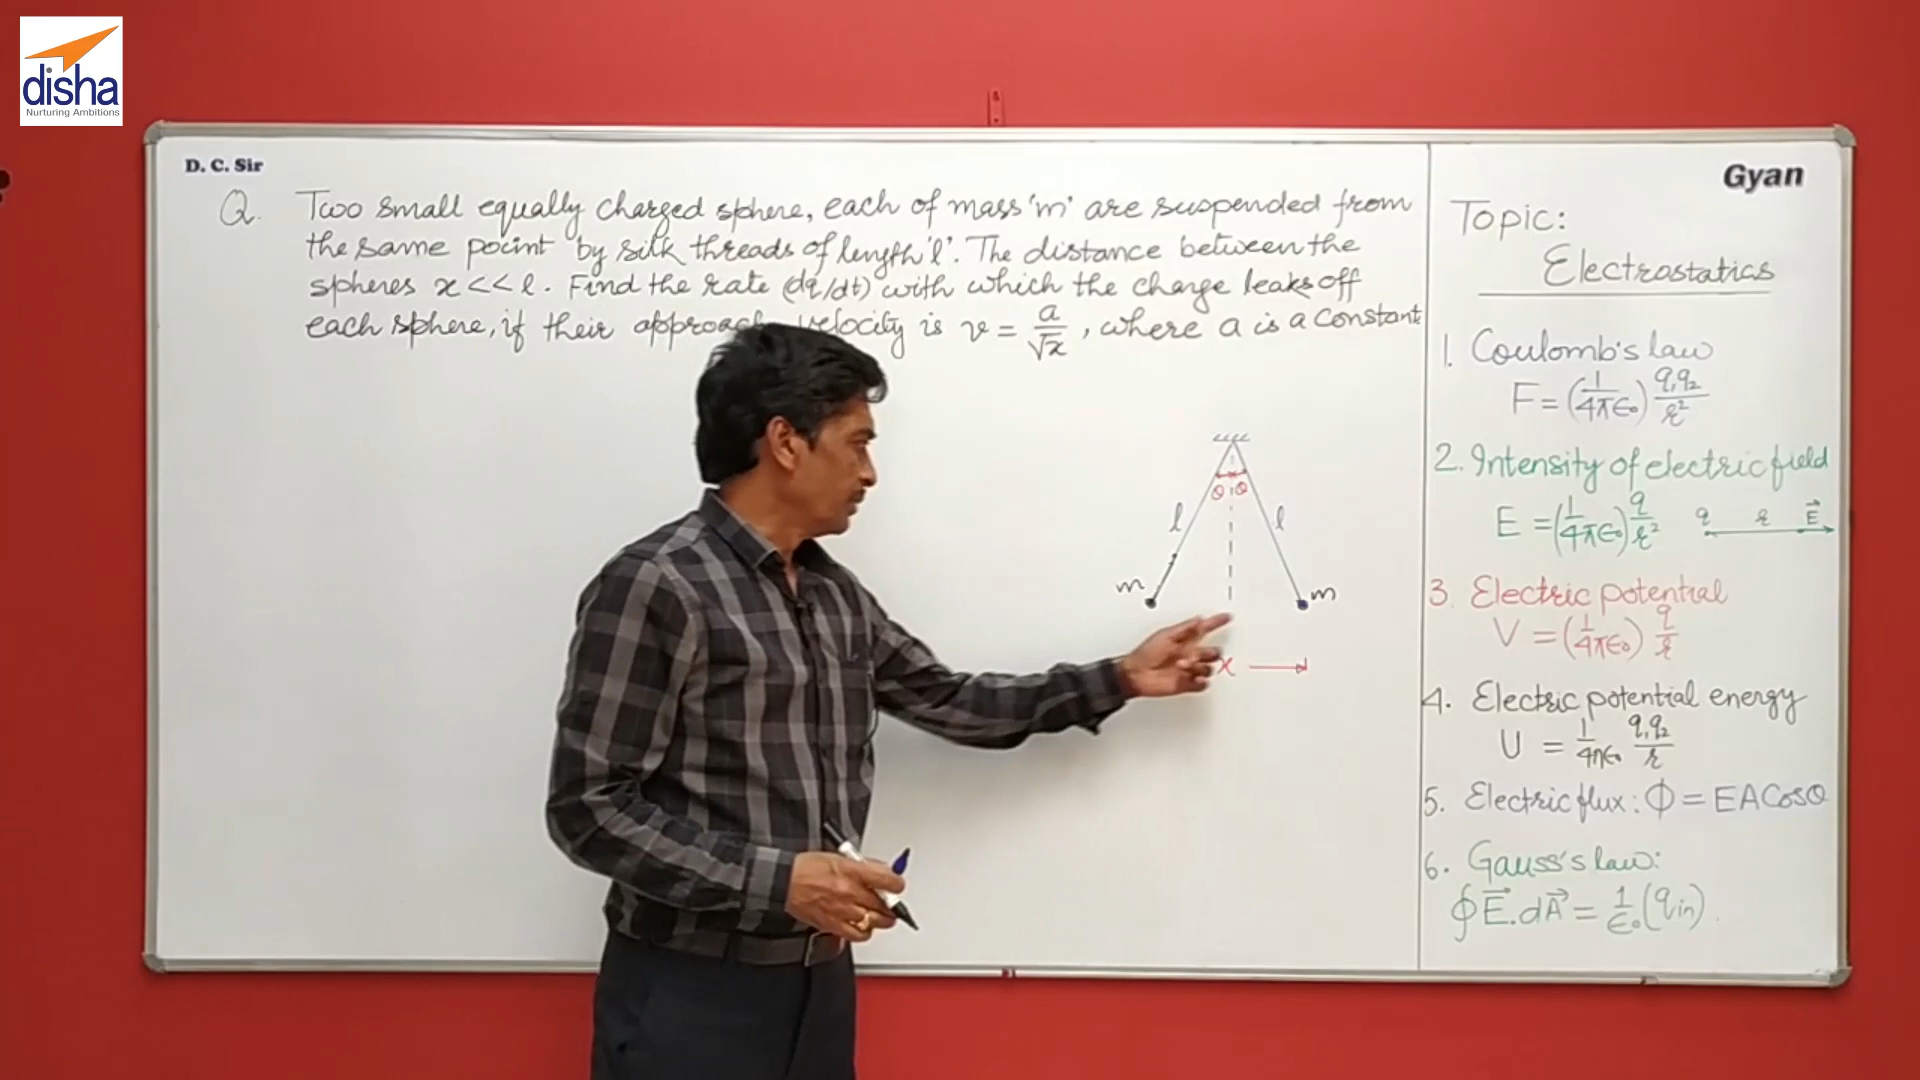 disha
Nurturing Ambitions
D. C. Sir
Gyan
Q. Two small equally charged sphere, each of mass 'm' are suspended from
the same point by silk threads of length 'l'. The distance between the
spheres x << l. Find the rate (dq/dt) with which the charge leaks off
each sphere, if their approach velocity is v = a/√x, where a is a constant
l
l
θ θ
m
m
x
Topic:
Electrostatics
1. Coulomb's law
F = (1/4πε₀) q₁q₂/r²
2. Intensity of electric field
E = (1/4πε₀) q/r² q r E⃗
3. Electric potential
V = (1/4πε₀) q/r
4. Electric potential energy
U = 1/4πε₀ q₁q₂/r
5. Electric flux: Φ = EA Cosθ
6. Gauss's law:
∮E⃗.dA⃗ = 1/ε₀ (qin)